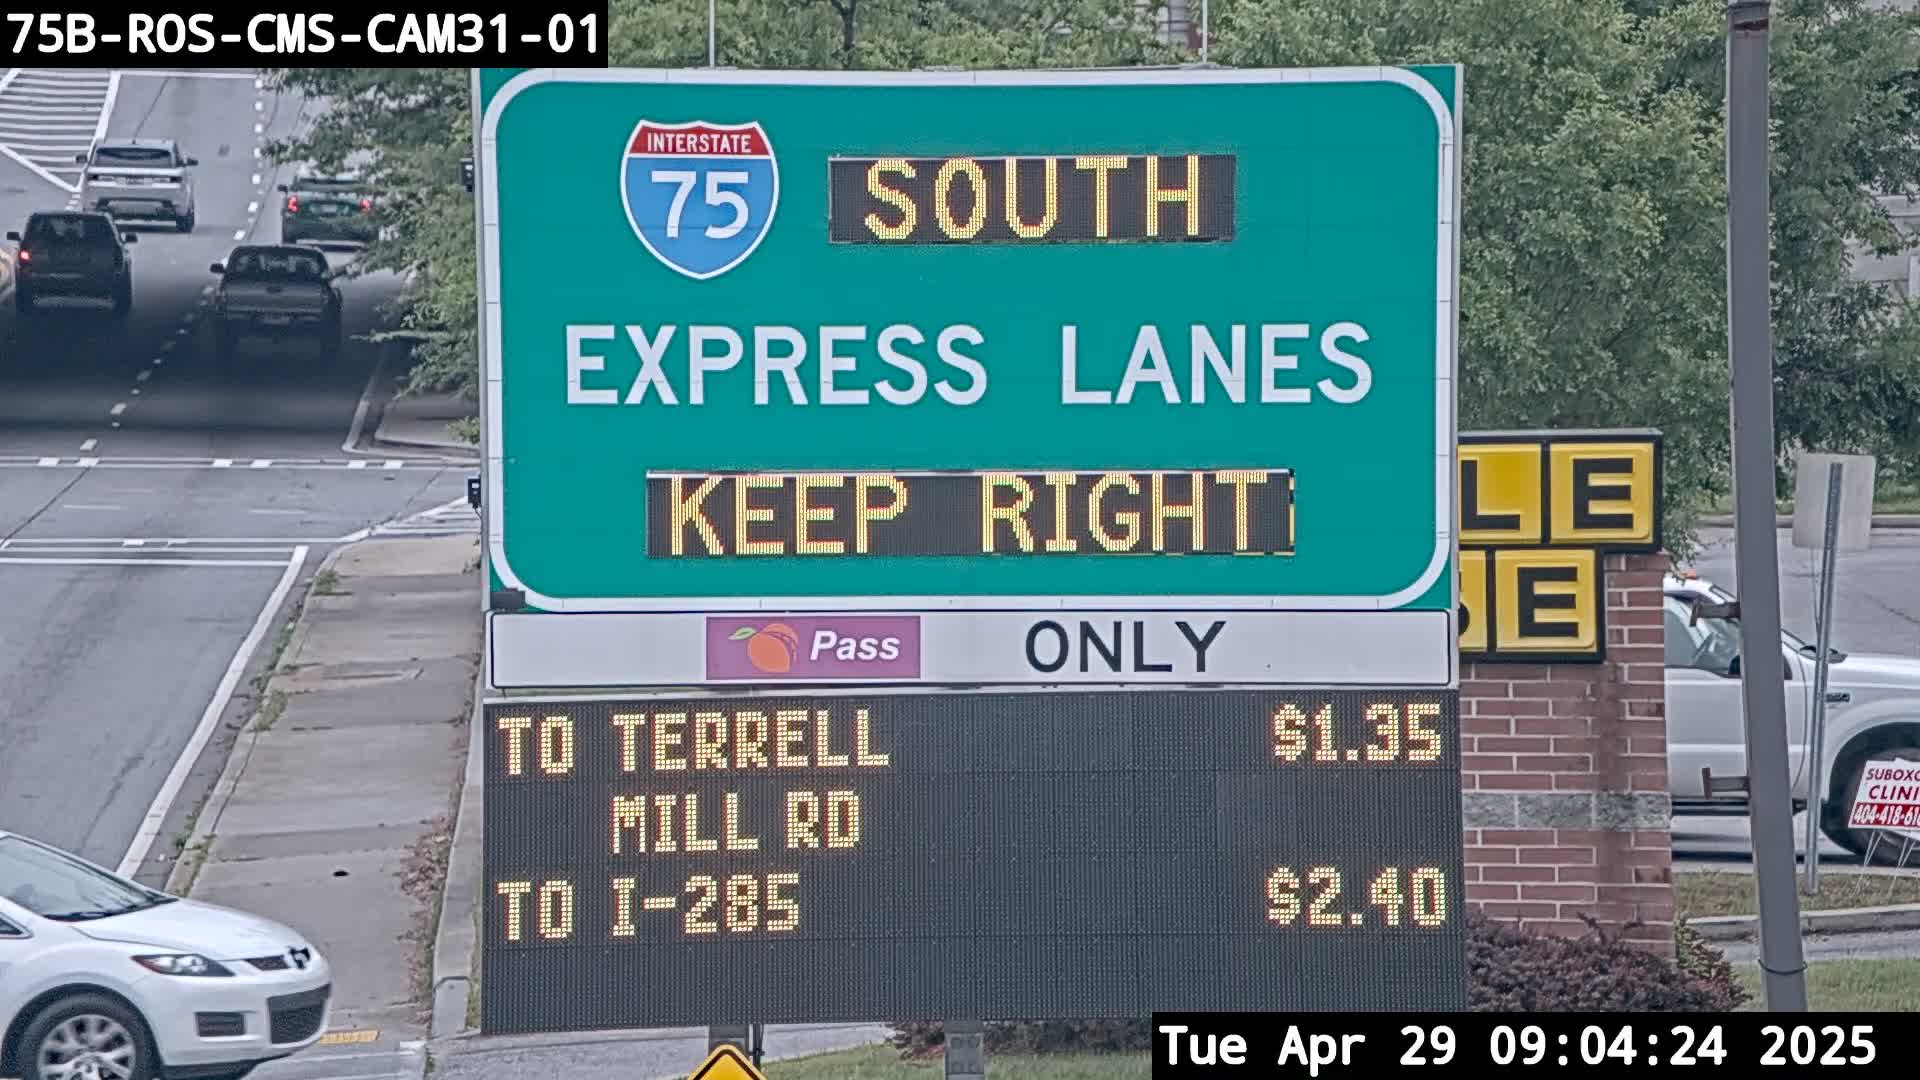 75B-ROS-CMS-CAM31-01
INTERSTATE
75
SOUTH
EXPRESS LANES
KEEP RIGHT
Pass ONLY
TO TERRELL $1.35
MILL RD
TO I-285 $2.40
LE
E
Tue Apr 29 09:04:24 2025